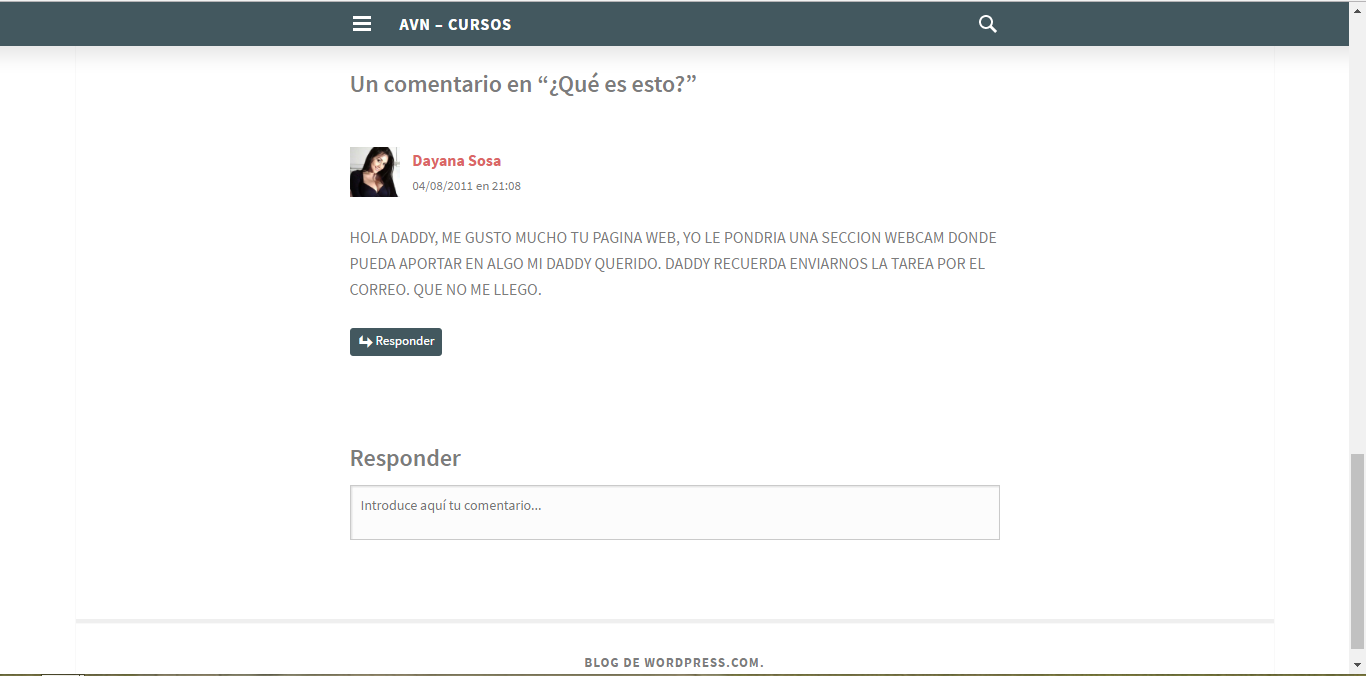 AVN – CURSOS
Un comentario en “¿Qué es esto?”
Dayana Sosa
04/08/2011 en 21:08
HOLA DADDY, ME GUSTO MUCHO TU PAGINA WEB, YO LE PONDRIA UNA SECCION WEBCAM DONDE
PUEDA APORTAR EN ALGO MI DADDY QUERIDO. DADDY RECUERDA ENVIARNOS LA TAREA POR EL
CORREO. QUE NO ME LLEGO.
Responder
Responder
Introduce aquí tu comentario...
BLOG DE WORDPRESS.COM.